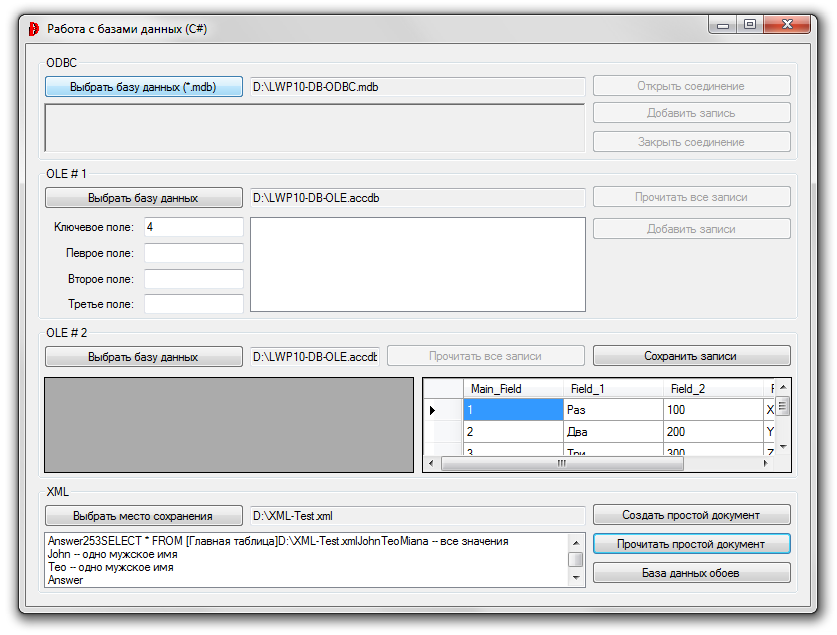 Работа с базами данных (C#)
ODBC
Выбрать базу данных (*.mdb) D:\LWP10-DB-ODBC.mdb Открыть соединение
Добавить запись
Закрыть соединение
OLE # 1
Выбрать базу данных D:\LWP10-DB-OLE.accdb Прочитать все записи
Ключевое поле: 4 Добавить записи
Певрое поле:
Второе поле:
Третье поле:
OLE # 2
Выбрать базу данных D:\LWP10-DB-OLE.accdb Прочитать все записи Сохранить записи
Main_Field Field_1 Field_2
1 Раз 100 X
2 Два 200 Y
3 Три 300 Z
XML
Выбрать место сохранения D:\XML-Test.xml Создать простой документ
Answer253SELECT * FROM [Главная таблица]D:\XML-Test.xmlJohnTeoMiana -- все значения
John -- одно мужское имя
Teo -- одно мужское имя
Answer
Прочитать простой документ
База данных обоев